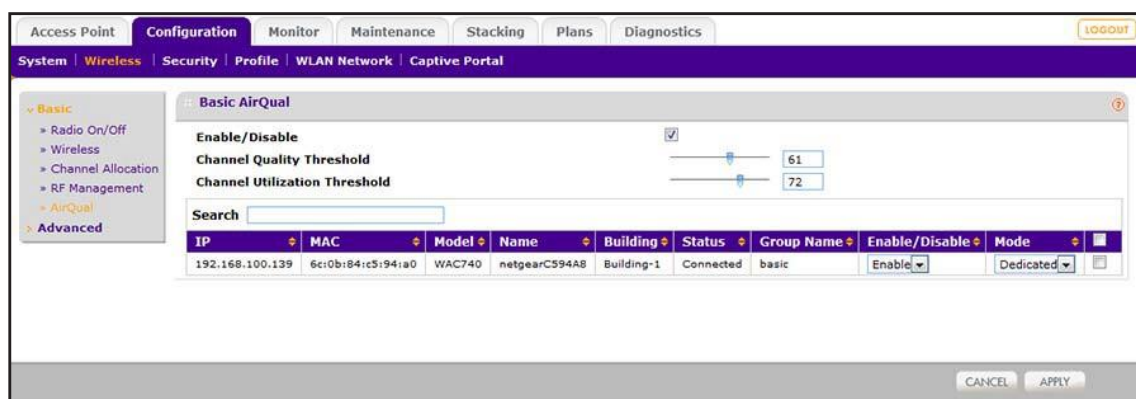 Access Point Configuration Monitor Maintenance Stacking Plans Diagnostics LOGOUT
System Wireless Security Profile WLAN Network Captive Portal
Basic
» Radio On/Off
» Wireless
» Channel Allocation
» RF Management
» AirQual
Advanced
Basic AirQual ?
Enable/Disable
Channel Quality Threshold 61
Channel Utilization Threshold 72
Search
IP MAC Model Name Building Status Group Name Enable/Disable Mode
192.168.100.139 6c:0b:84:c5:94:a0 WAC740 netgearC594A8 Building-1 Connected basic Enable Dedicated
CANCEL APPLY